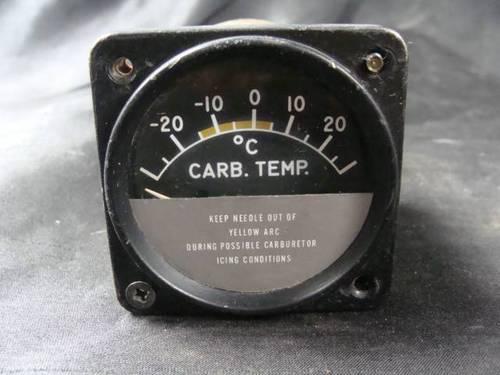 -20 -10 0 10 20
°C
CARB. TEMP.
KEEP NEEDLE OUT OF
YELLOW ARC
DURING POSSIBLE CARBURETOR
ICING CONDITIONS